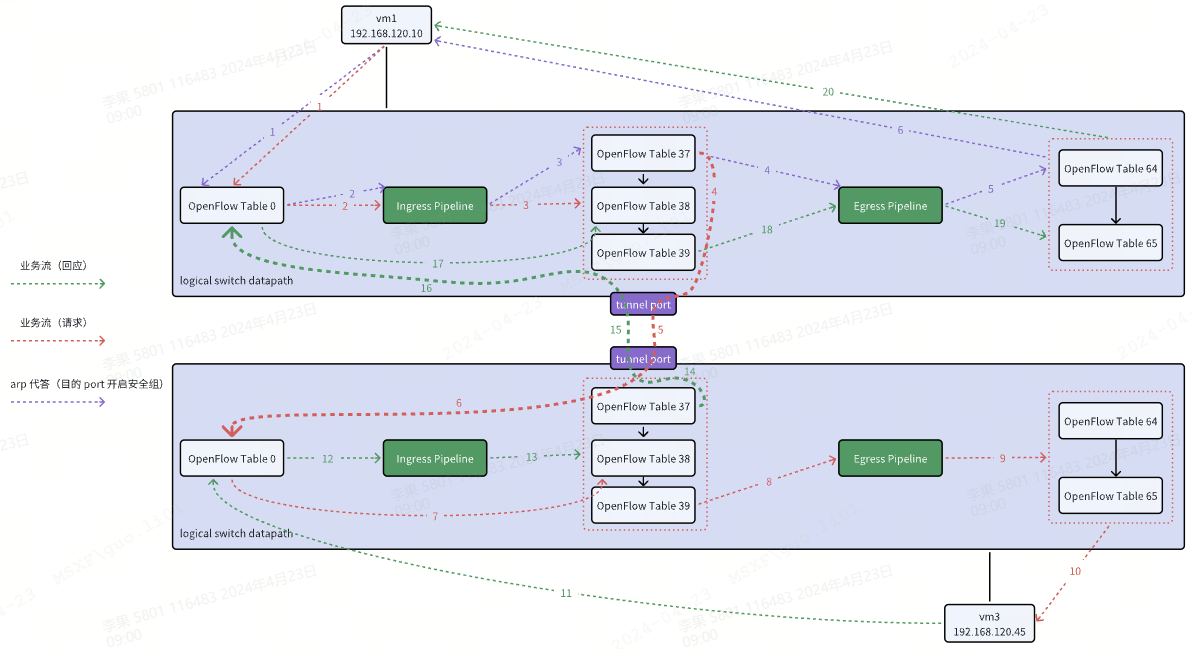 vm1
192.168.120.10
20
1
1
6
OpenFlow Table 37
3
4
4
5
OpenFlow Table 64
2
2
3
OpenFlow Table 0
Ingress Pipeline
OpenFlow Table 38
Egress Pipeline
18
19
OpenFlow Table 39
OpenFlow Table 65
17
业务流（回应）
logical switch datapath
16
tunnel port
业务流（请求）
15
5
tunnel port
14
arp 代答（目的 port 开启安全组）
6
OpenFlow Table 37
OpenFlow Table 64
OpenFlow Table 0
12
Ingress Pipeline
13
OpenFlow Table 38
Egress Pipeline
9
8
OpenFlow Table 39
OpenFlow Table 65
7
logical switch datapath
10
11
vm3
192.168.120.45
李果 5801 116483 2024年4月23日
09:00
2024-04-23